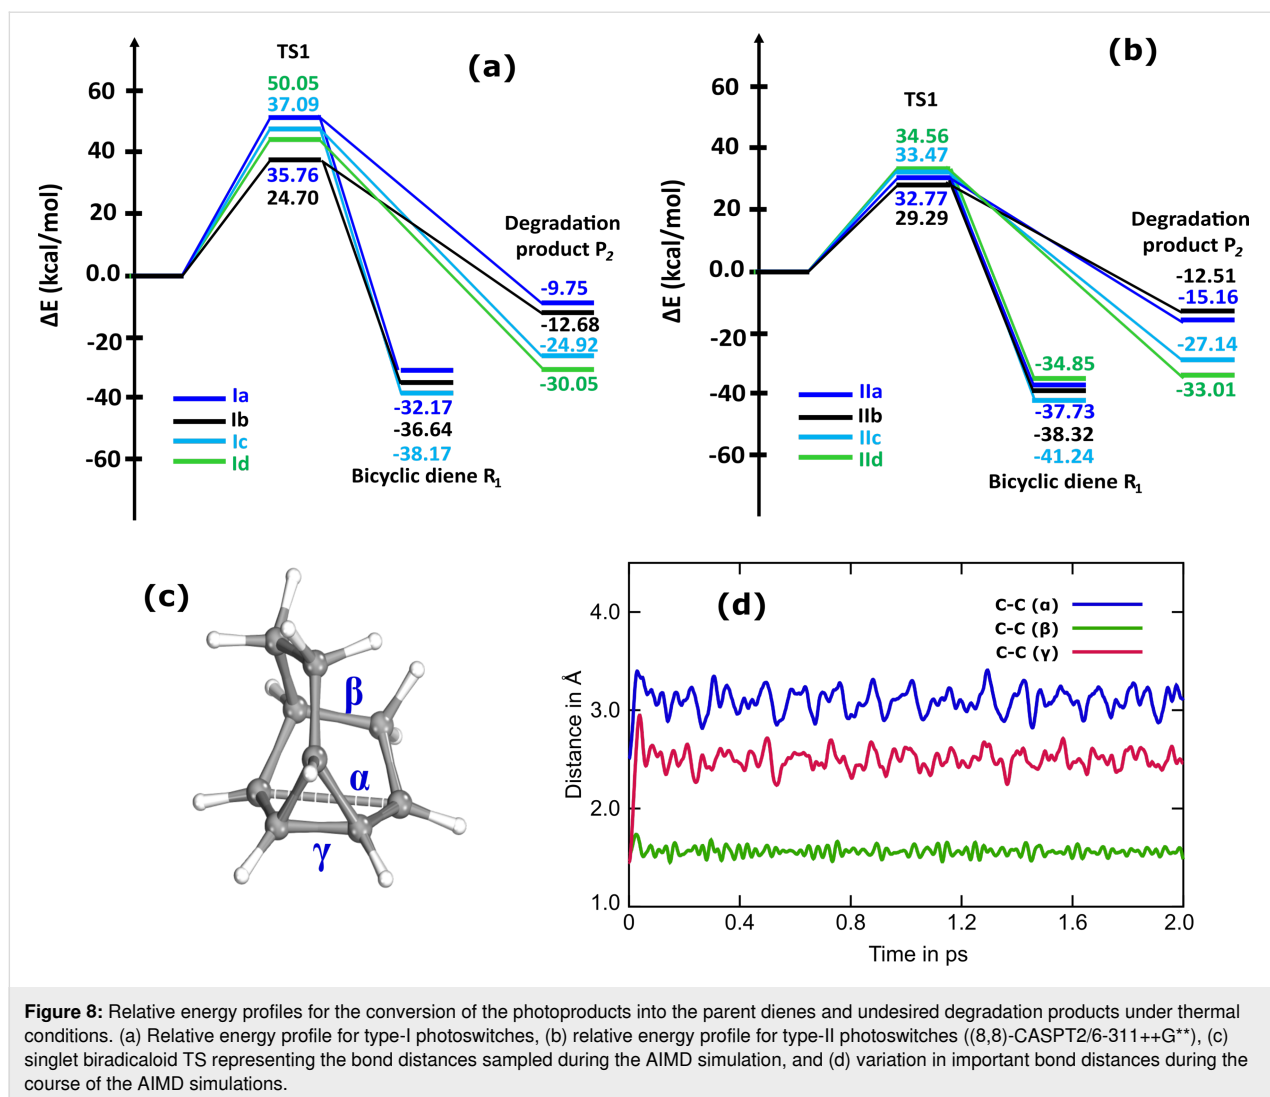 (a)
TS1
50.05
37.09
35.76
24.70
60
40
20
0.0
-20
-40
-60
ΔE (kcal/mol)
Degradation
product P2
-9.75
-12.68
-24.92
-30.05
-32.17
-36.64
-38.17
Bicyclic diene R1
Ia
Ib
Ic
Id
(b)
TS1
34.56
33.47
32.77
29.29
60
40
20
0.0
-20
-40
-60
ΔE (kcal/mol)
Degradation
product P2
-12.51
-15.16
-27.14
-33.01
-34.85
-37.73
-38.32
-41.24
Bicyclic diene R1
IIa
IIb
IIc
IId
(c)
β
α
γ
(d)
C-C (α)
C-C (β)
C-C (γ)
4.0
3.0
2.0
1.0
Distance in Å
0 0.4 0.8 1.2 1.6 2.0
Time in ps
Figure 8: Relative energy profiles for the conversion of the photoproducts into the parent dienes and undesired degradation products under thermal
conditions. (a) Relative energy profile for type-I photoswitches, (b) relative energy profile for type-II photoswitches ((8,8)-CASPT2/6-311++G**), (c)
singlet biradicaloid TS representing the bond distances sampled during the AIMD simulation, and (d) variation in important bond distances during the
course of the AIMD simulations.